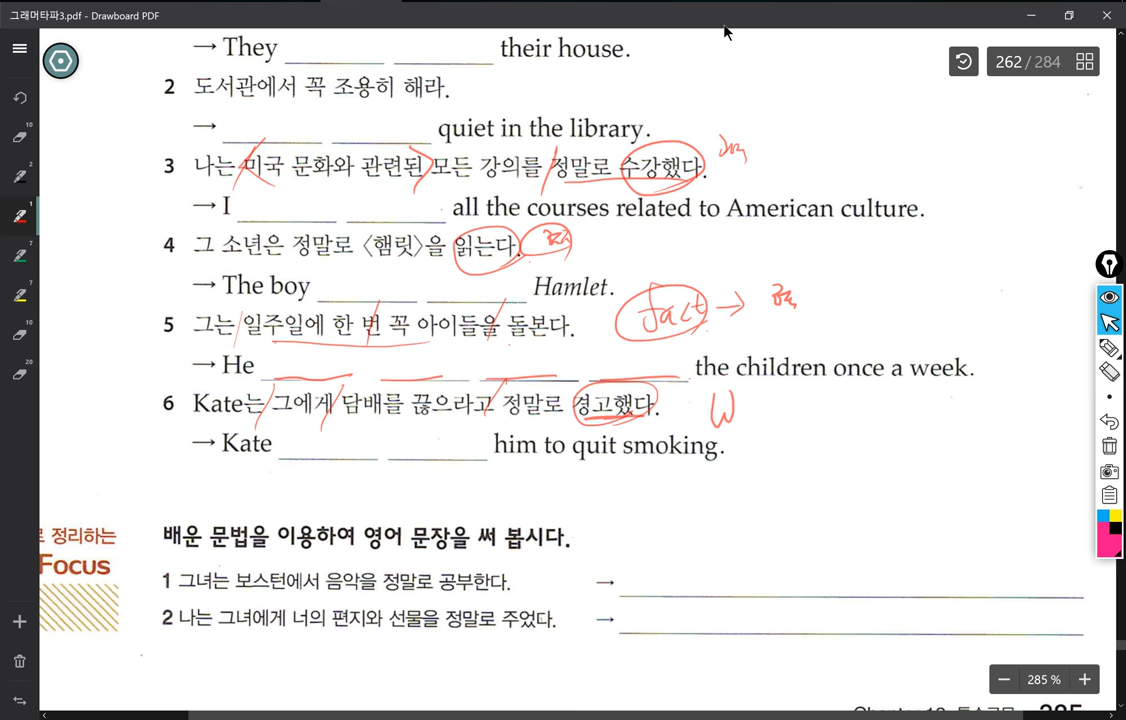 그래머타파3.pdf - Drawboard PDF
→ They ________ ________ their house.
262 / 284
2 도서관에서 꼭 조용히 해라.
→ ________ ________ quiet in the library.
3 나는 미국 문화와 관련된 모든 강의를 정말로 수강했다.
→ I ________ ________ all the courses related to American culture.
4 그 소년은 정말로 〈햄릿〉을 읽는다.
→ The boy ________ ________ Hamlet.
fact →
5 그는 일주일에 한 번 꼭 아이들을 돌본다.
→ He ________ ________ ________ ________ the children once a week.
6 Kate는 그에게 담배를 끊으라고 정말로 경고했다.
W
→ Kate ________ ________ him to quit smoking.
로 정리하는
Focus
배운 문법을 이용하여 영어 문장을 써 봅시다.
1 그녀는 보스턴에서 음악을 정말로 공부한다. →
2 나는 그녀에게 너의 편지와 선물을 정말로 주었다. →
285 %
10
2
1
7
7
10
20